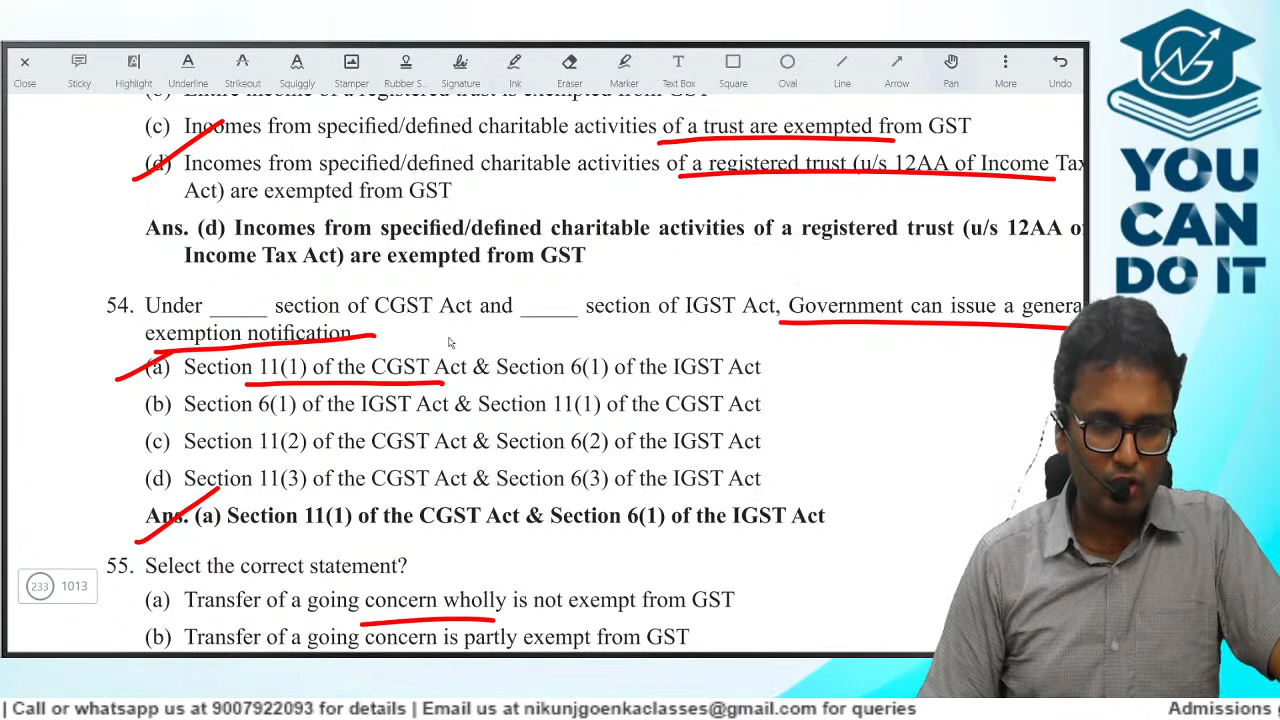 Close
Sticky
Highlight
Underline
Strikeout
Squiggly
Stamper
Rubber S...
Signature
Ink
Eraser
Marker
Text Box
Square
Oval
Line
Arrow
Pan
More
Undo
(c) Incomes from specified/defined charitable activities of a trust are exempted from GST
(d) Incomes from specified/defined charitable activities of a registered trust (u/s 12AA of Income Tax
Act) are exempted from GST
Ans. (d) Incomes from specified/defined charitable activities of a registered trust (u/s 12AA of
Income Tax Act) are exempted from GST
54. Under _____ section of CGST Act and _____ section of IGST Act, Government can issue a genera
exemption notification
(a) Section 11(1) of the CGST Act & Section 6(1) of the IGST Act
(b) Section 6(1) of the IGST Act & Section 11(1) of the CGST Act
(c) Section 11(2) of the CGST Act & Section 6(2) of the IGST Act
(d) Section 11(3) of the CGST Act & Section 6(3) of the IGST Act
Ans. (a) Section 11(1) of the CGST Act & Section 6(1) of the IGST Act
55. Select the correct statement?
233 1013
(a) Transfer of a going concern wholly is not exempt from GST
(b) Transfer of a going concern is partly exempt from GST
YOU
CAN
DO IT
| Call or whatsapp us at 9007922093 for details | Email us at nikunjgoenkaclasses@gmail.com for queries
Admissions